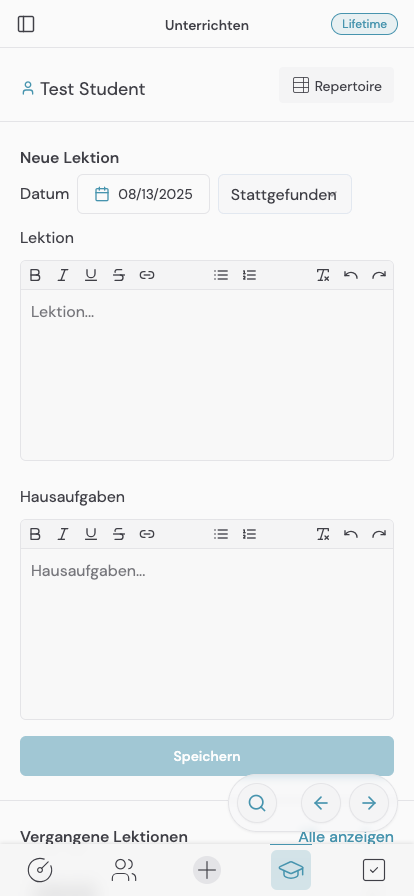 Unterrichten
Lifetime
Test Student
Repertoire
Neue Lektion
Datum
08/13/2025
Stattgefunden
Lektion
Lektion...
Hausaufgaben
Hausaufgaben...
Speichern
Vergangene Lektionen
Alle anzeigen